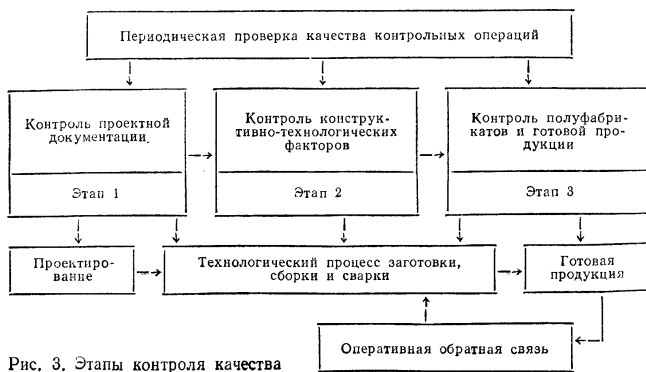 Периодическая проверка качества контрольных операций
Контроль проектной
документации.
Этап 1
Контроль конструк-
тивно-технологических
факторов
Этап 2
Контроль полуфабри-
катов и готовой про-
дукции
Этап 3
Проектиро-
вание
Технологический процесс заготовки,
сборки и сварки
Готовая
продукция
Оперативная обратная связь
Рис. 3. Этапы контроля качества